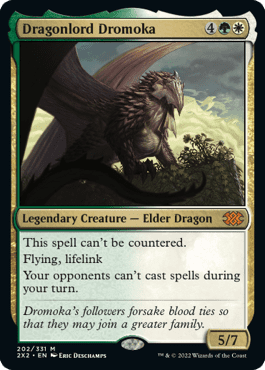 Dragonlord Dromoka 4
Legendary Creature — Elder Dragon
This spell can't be countered.
Flying, lifelink
Your opponents can't cast spells during
your turn.
Dromoka's followers forsake blood ties so
that they may join a greater family.
5/7
202/331 M
2X2 • EN Eric Deschamps
™ & © 2022 Wizards of the Coast